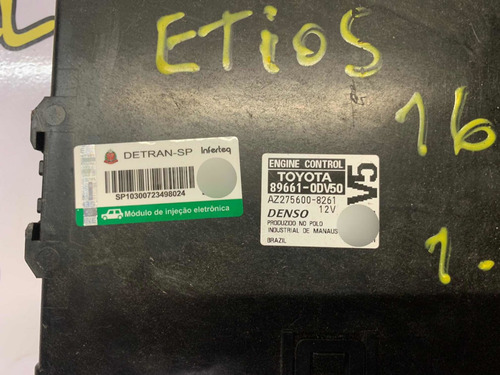 ETiOS
16
1.
DETRAN-SP
inferteq
SP10300723498024
Módulo de injeção eletrônica
ENGINE CONTROL
TOYOTA
89661-0DV50
AZ275600-8261
DENSO 12V
PRODUZIDO NO POLO
INDUSTRIAL DE MANAUS
BRAZIL
V5